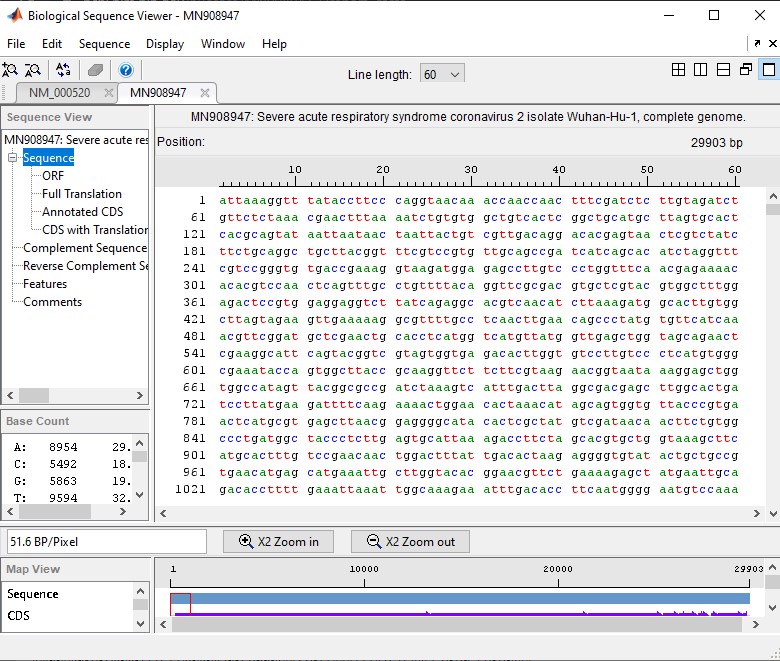 Biological Sequence Viewer - MN908947
File Edit Sequence Display Window Help
Line length: 60
NM_000520 MN908947
Sequence View
MN908947: Severe acute res
Sequence
ORF
Full Translation
Annotated CDS
CDS with Translation
Complement Sequence
Reverse Complement Se
Features
Comments
Base Count
A: 8954 29.
C: 5492 18.
G: 5863 19.
T: 9594 32.
MN908947: Severe acute respiratory syndrome coronavirus 2 isolate Wuhan-Hu-1, complete genome.
Position: 29903 bp
10 20 30 40 50 60
1 attaaaggtt tataccttcc caggtaacaa accaaccaac tttcgatctc ttgtagatct
61 gttctctaaa cgaactttaa aatctgtgtg gctgtcactc ggctgcatgc ttagtgcact
121 cacgcagtat aattaataac taattactgt cgttgacagg acacgagtaa ctcgtctatc
181 ttctgcaggc tgcttacggt ttcgtccgtg ttgcagccga tcatcagcac atctaggttt
241 cgtccgggtg tgaccgaaag gtaagatgga gagccttgtc cctggtttca acgagaaaac
301 acacgtccaa ctcagtttgc ctgttttaca ggttcgcgac gtgctcgtac gtggctttgg
361 agactccgtg gaggaggtct tatcagaggc acgtcaacat cttaaagatg gcacttgtgg
421 cttagtagaa gttgaaaaag gcgttttgcc tcaacttgaa cagccctatg tgttcatcaa
481 acgttcggat gctcgaactg cacctcatgg tcatgttatg gttgagctgg tagcagaact
541 cgaaggcatt cagtacggtc gtagtggtga gacacttggt gtccttgtcc ctcatgtggg
601 cgaaatacca gtggcttacc gcaaggttct tcttcgtaag aacggtaata aaggagctgg
661 tggccatagt tacggcgccg atctaaagtc atttgactta ggcgacgagc ttggcactga
721 tccttatgaa gattttcaag aaaactggaa cactaaacat agcagtggtg ttacccgtga
781 actcatgcgt gagcttaacg gaggggcata cactcgctat gtcgataaca acttctgtgg
841 ccctgatggc taccctcttg agtgcattaa agaccttcta gcacgtgctg gtaaagcttc
901 atgcactttg tccgaacaac tggactttat tgacactaag aggggtgtat actgctgccg
961 tgaacatgag catgaaattg cttggtacac ggaacgttct gaaaagagct atgaattgca
1021 gacacctttt gaaattaaat tggcaaagaa atttgacacc ttcaatgggg aatgtccaaa
51.6 BP/Pixel X2 Zoom in X2 Zoom out
Map View
Sequence
CDS
1 10000 20000 29903